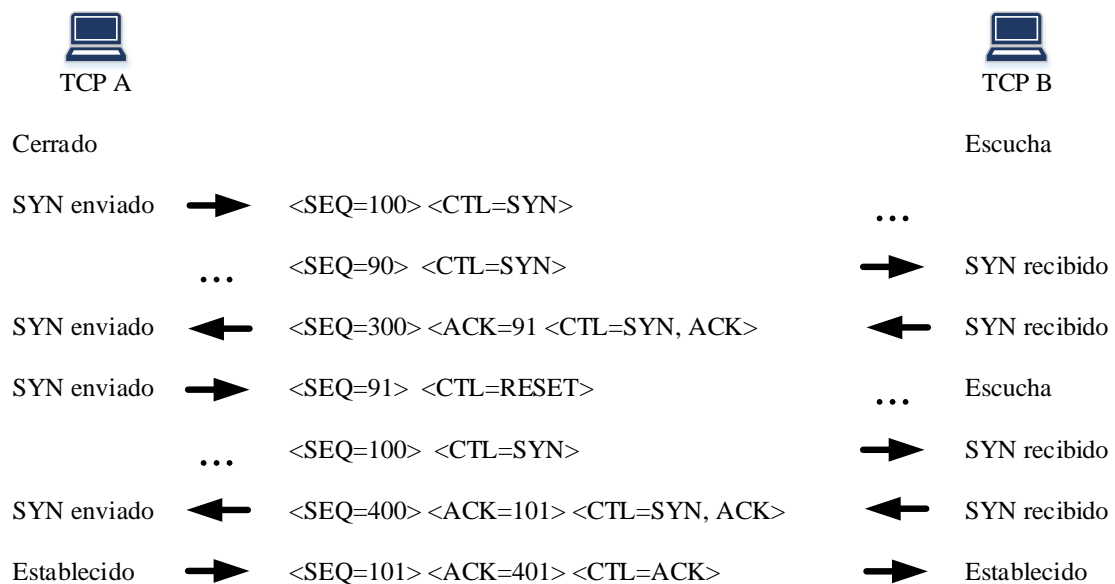 TCP A TCP B
Cerrado Escucha
SYN enviado <SEQ=100> <CTL=SYN> ...
... <SEQ=90> <CTL=SYN> SYN recibido
SYN enviado <SEQ=300> <ACK=91 <CTL=SYN, ACK> SYN recibido
SYN enviado <SEQ=91> <CTL=RESET> ... Escucha
... <SEQ=100> <CTL=SYN> SYN recibido
SYN enviado <SEQ=400> <ACK=101> <CTL=SYN, ACK> SYN recibido
Establecido <SEQ=101> <ACK=401> <CTL=ACK> Establecido